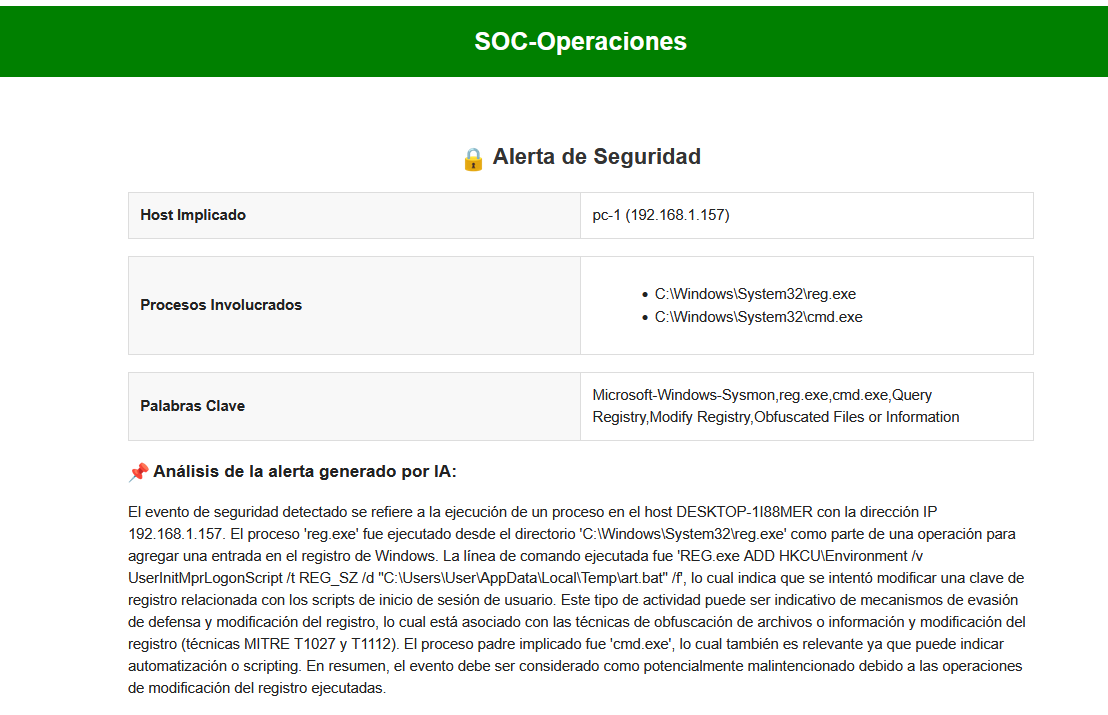 SOC-Operaciones
🔒 Alerta de Seguridad
Host Implicado
pc-1 (192.168.1.157)
Procesos Involucrados
• C:\Windows\System32\reg.exe
• C:\Windows\System32\cmd.exe
Palabras Clave
Microsoft-Windows-Sysmon,reg.exe,cmd.exe,Query
Registry,Modify Registry,Obfuscated Files or Information
📌 Análisis de la alerta generado por IA:
El evento de seguridad detectado se refiere a la ejecución de un proceso en el host DESKTOP-1I88MER con la dirección IP
192.168.1.157. El proceso 'reg.exe' fue ejecutado desde el directorio 'C:\Windows\System32\reg.exe' como parte de una operación para
agregar una entrada en el registro de Windows. La línea de comando ejecutada fue 'REG.exe ADD HKCU\Environment /v
UserInitMprLogonScript /t REG_SZ /d "C:\Users\User\AppData\Local\Temp\art.bat" /f', lo cual indica que se intentó modificar una clave de
registro relacionada con los scripts de inicio de sesión de usuario. Este tipo de actividad puede ser indicativo de mecanismos de evasión
de defensa y modificación del registro, lo cual está asociado con las técnicas de obfuscación de archivos o información y modificación del
registro (técnicas MITRE T1027 y T1112). El proceso padre implicado fue 'cmd.exe', lo cual también es relevante ya que puede indicar
automatización o scripting. En resumen, el evento debe ser considerado como potencialmente malintencionado debido a las operaciones
de modificación del registro ejecutadas.